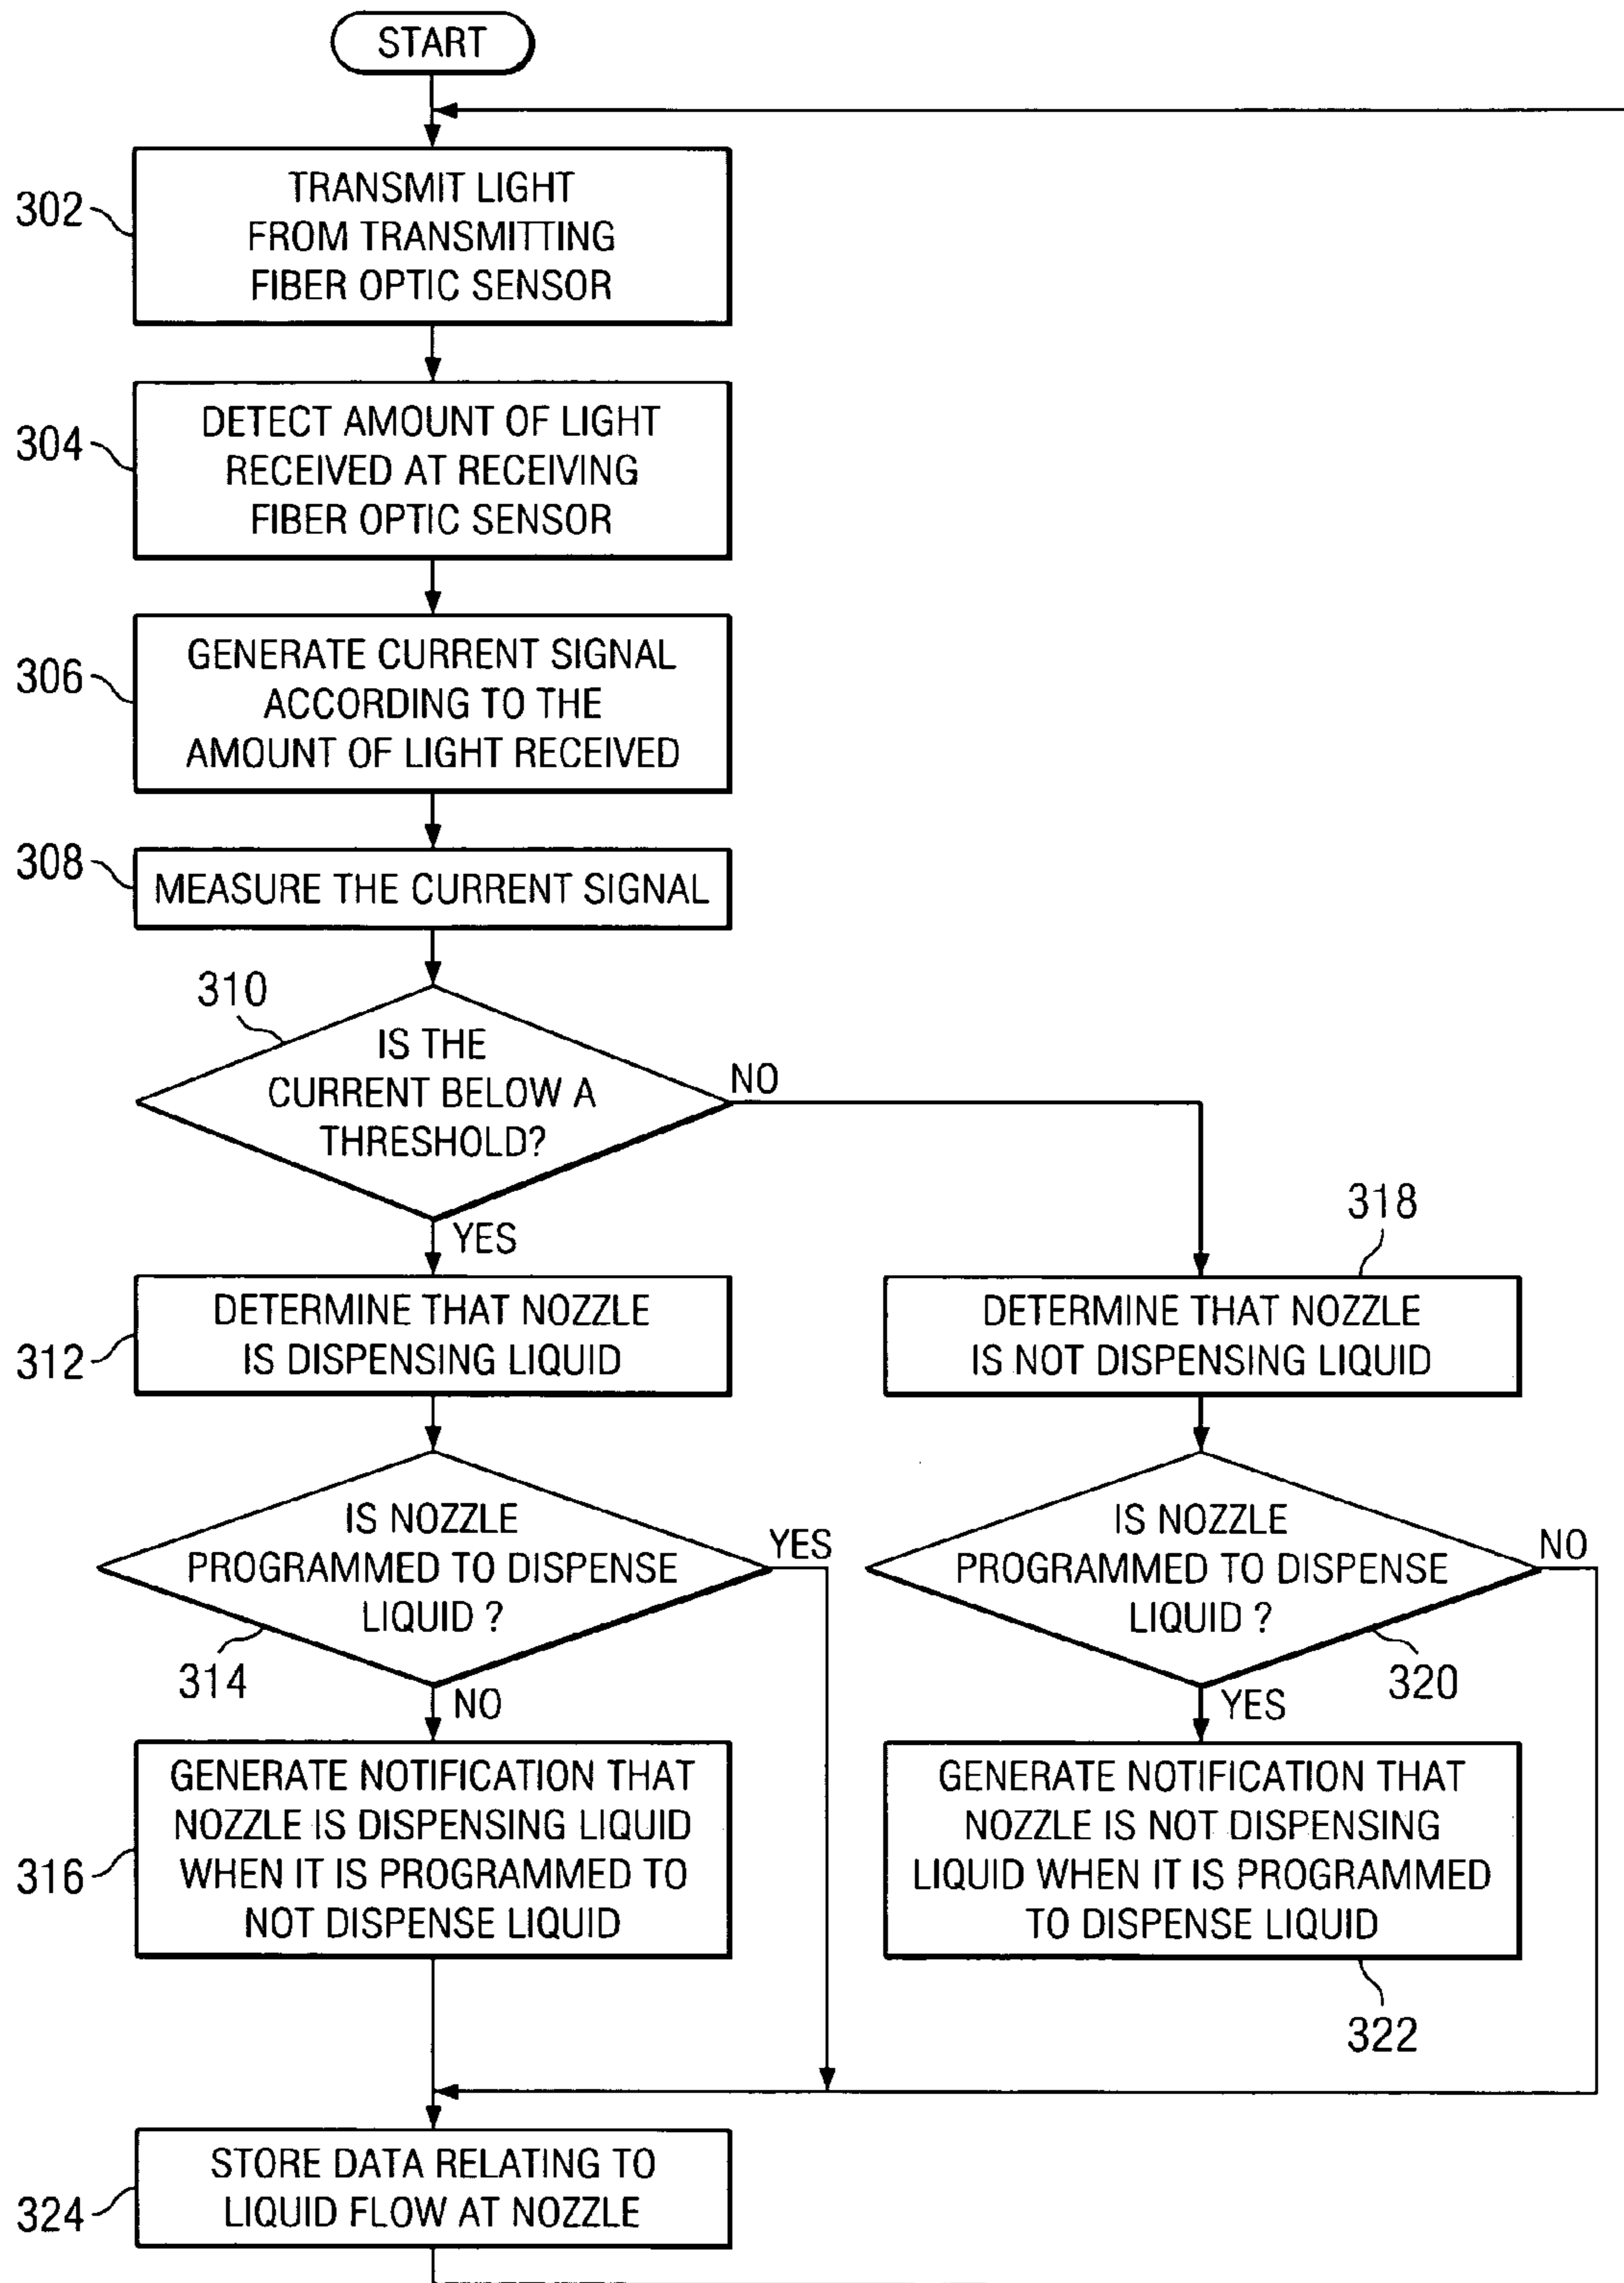 START
302
TRANSMIT LIGHT
FROM TRANSMITTING
FIBER OPTIC SENSOR
304
DETECT AMOUNT OF LIGHT
RECEIVED AT RECEIVING
FIBER OPTIC SENSOR
306
GENERATE CURRENT SIGNAL
ACCORDING TO THE
AMOUNT OF LIGHT RECEIVED
308
MEASURE THE CURRENT SIGNAL
310
IS THE
CURRENT BELOW A
THRESHOLD?
NO
YES
312
DETERMINE THAT NOZZLE
IS DISPENSING LIQUID
318
DETERMINE THAT NOZZLE
IS NOT DISPENSING LIQUID
IS NOZZLE
PROGRAMMED TO DISPENSE
LIQUID ?
YES
314
NO
IS NOZZLE
PROGRAMMED TO DISPENSE
LIQUID ?
NO
320
YES
316
GENERATE NOTIFICATION THAT
NOZZLE IS DISPENSING LIQUID
WHEN IT IS PROGRAMMED TO
NOT DISPENSE LIQUID
GENERATE NOTIFICATION THAT
NOZZLE IS NOT DISPENSING
LIQUID WHEN IT IS PROGRAMMED
TO DISPENSE LIQUID
322
324
STORE DATA RELATING TO
LIQUID FLOW AT NOZZLE